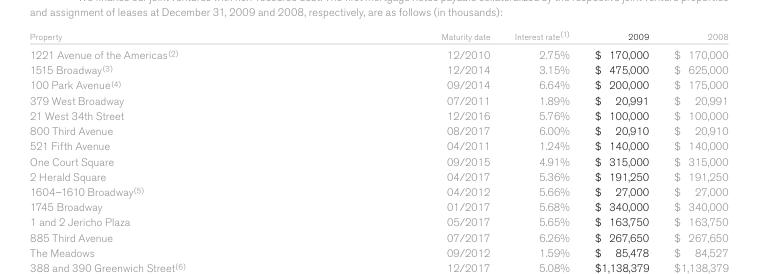 and assignment of leases at December 31, 2009 and 2008, respectively, are as follows (in thousands):
Property Maturity date Interest rate(1) 2009 2008
1221 Avenue of the Americas(2) 12/2010 2.75% $ 170,000 $ 170,000
1515 Broadway(3) 12/2014 3.15% $ 475,000 $ 625,000
100 Park Avenue(4) 09/2014 6.64% $ 200,000 $ 175,000
379 West Broadway 07/2011 1.89% $ 20,991 $ 20,991
21 West 34th Street 12/2016 5.76% $ 100,000 $ 100,000
800 Third Avenue 08/2017 6.00% $ 20,910 $ 20,910
521 Fifth Avenue 04/2011 1.24% $ 140,000 $ 140,000
One Court Square 09/2015 4.91% $ 315,000 $ 315,000
2 Herald Square 04/2017 5.36% $ 191,250 $ 191,250
1604–1610 Broadway(5) 04/2012 5.66% $ 27,000 $ 27,000
1745 Broadway 01/2017 5.68% $ 340,000 $ 340,000
1 and 2 Jericho Plaza 05/2017 5.65% $ 163,750 $ 163,750
885 Third Avenue 07/2017 6.26% $ 267,650 $ 267,650
The Meadows 09/2012 1.59% $ 85,478 $ 84,527
388 and 390 Greenwich Street(6) 12/2017 5.08% $1,138,379 $1,138,379